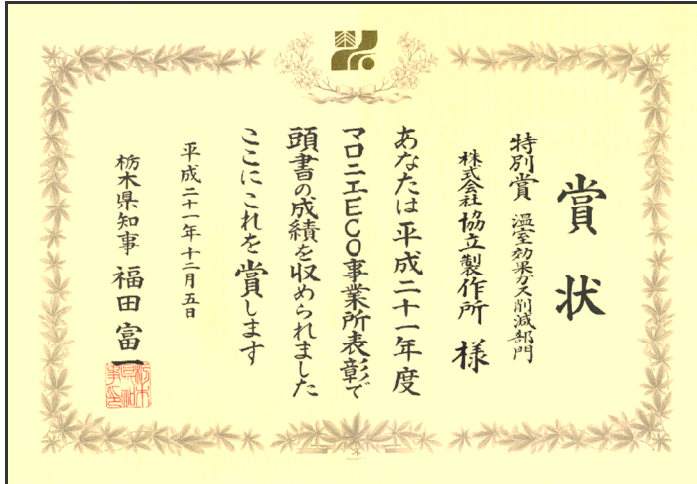 賞状
特別賞 温室効果ガス削減部門
株式会社 協立製作所 様
あなたは平成二十一年度
マロニエECO事業所表彰で
頭書の成績を収められました
ここにこれを賞します
平成二十一年十二月五日
栃木県知事 福田富一